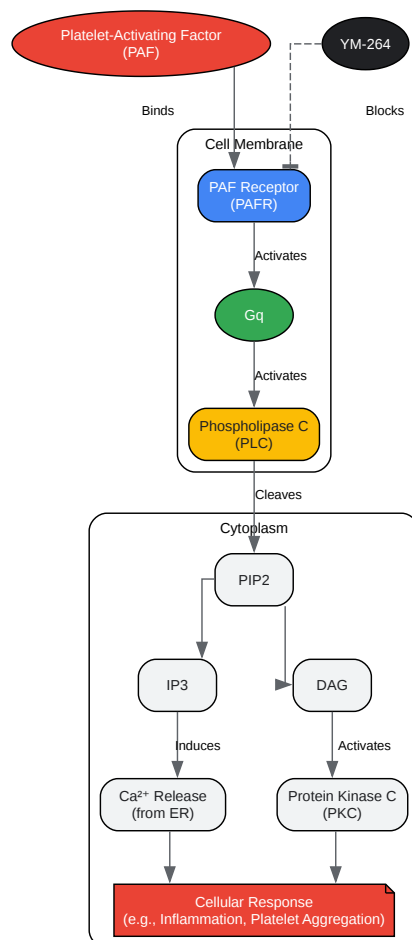 Platelet-Activating Factor
(PAF)
YM-264
Binds
Blocks
Cell Membrane
PAF Receptor
(PAFR)
Activates
Gq
Activates
Phospholipase C
(PLC)
Cleaves
Cytoplasm
PIP2
IP3
DAG
Induces
Activates
Ca²⁺ Release
(from ER)
Protein Kinase C
(PKC)
Cellular Response
(e.g., Inflammation, Platelet Aggregation)